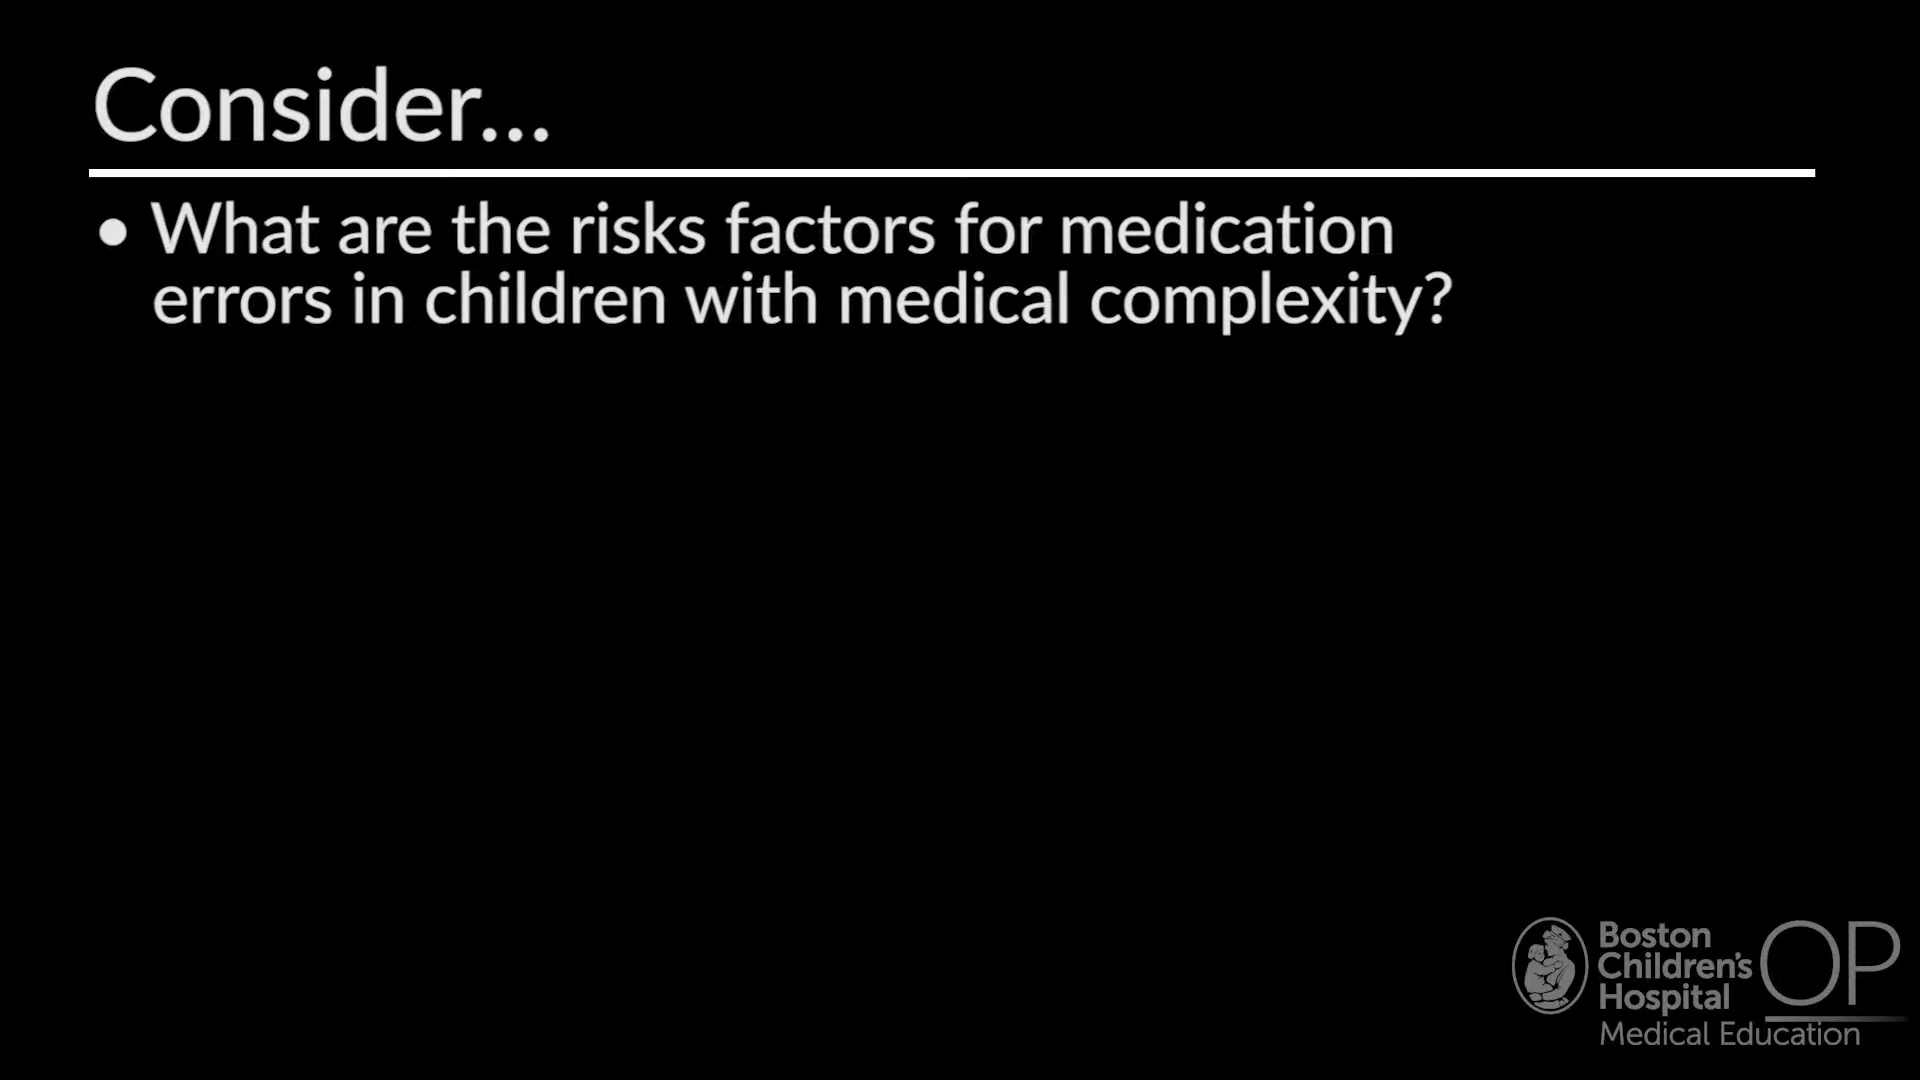 Consider...
• What are the risks factors for medication
errors in children with medical complexity?
Boston
Children's
Hospital
OP
Medical Education